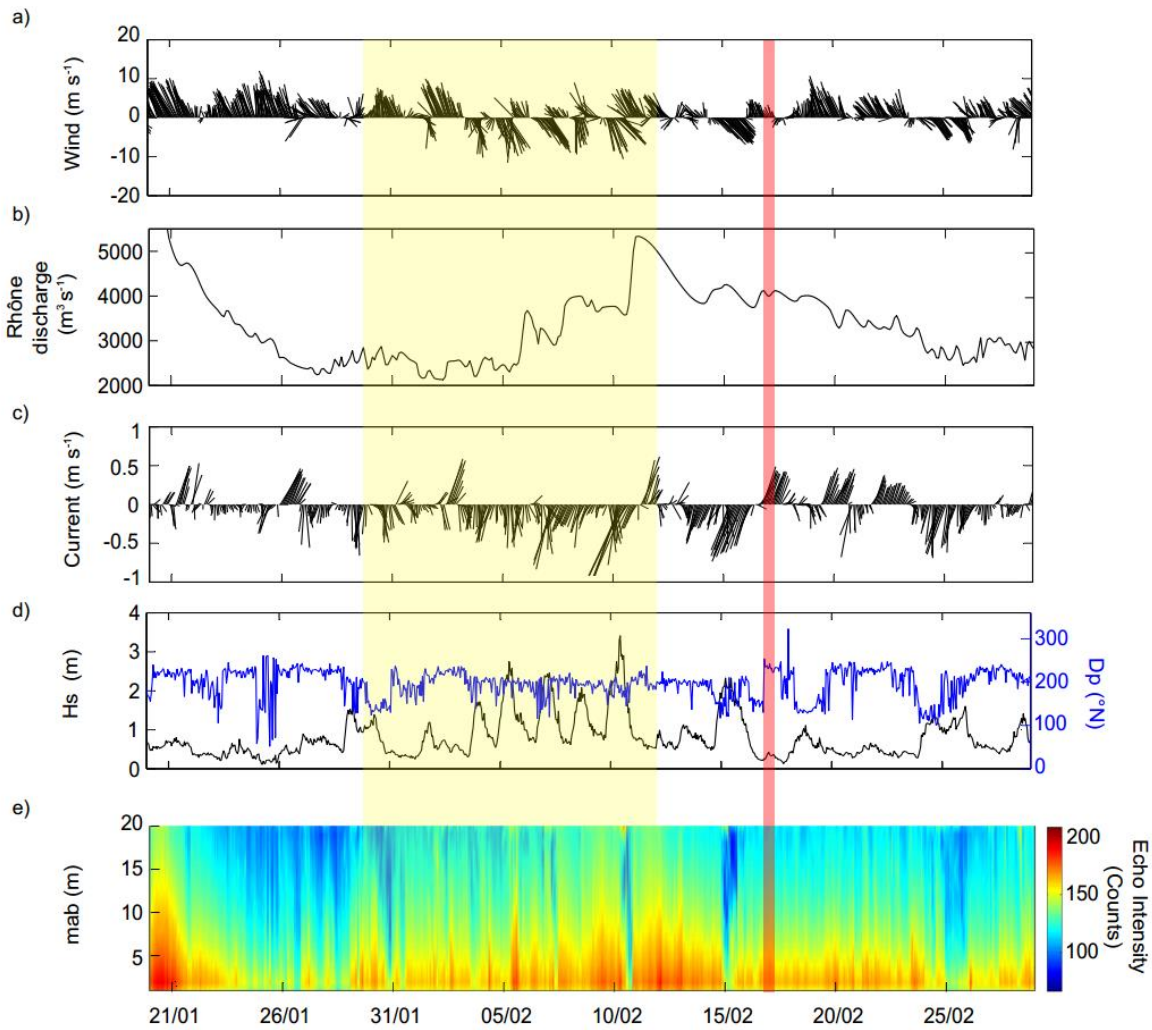 a)
20
10
0
-10
-20
Wind (m s⁻¹)
b)
5000
4000
3000
2000
Rhône
discharge
(m³ s⁻¹)
c)
1
0.5
0
-0.5
-1
Current (m s⁻¹)
d)
4
3
2
1
0
Hs (m)
300
200
100
0
Dp (°N)
e)
20
15
10
5
mab (m)
200
150
100
Echo Intensity
(Counts)
21/01 26/01 31/01 05/02 10/02 15/02 20/02 25/02